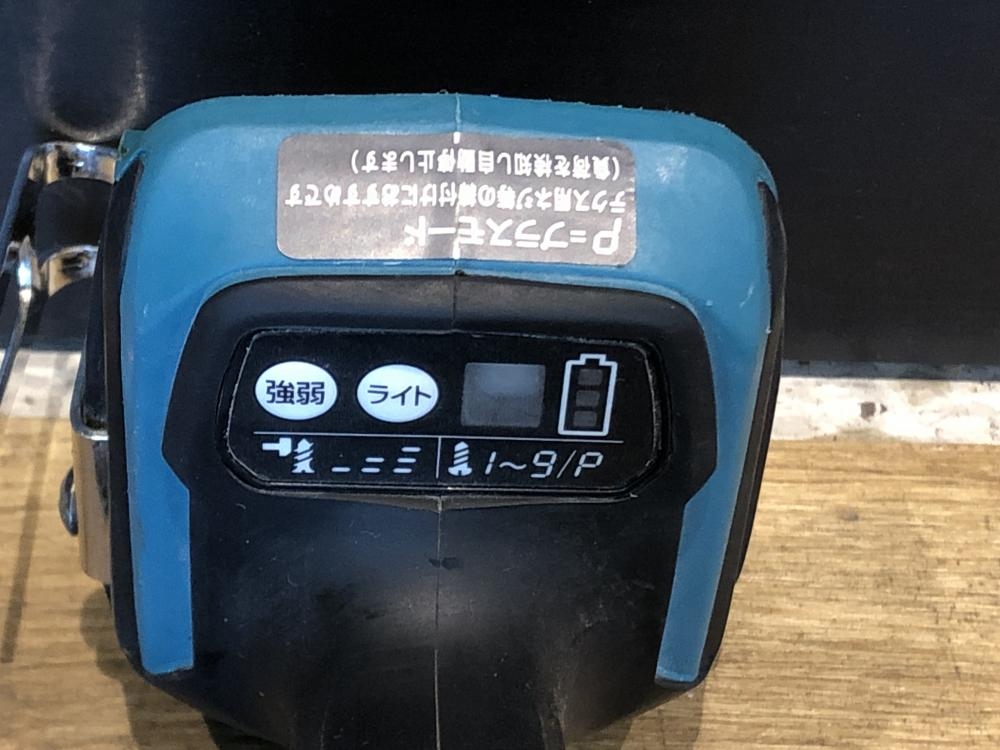 P=プラスモード
テクス用ネジ等の締付けにおすすめです
(負荷を検知し自動停止します)
強弱 ライト
1~9/P